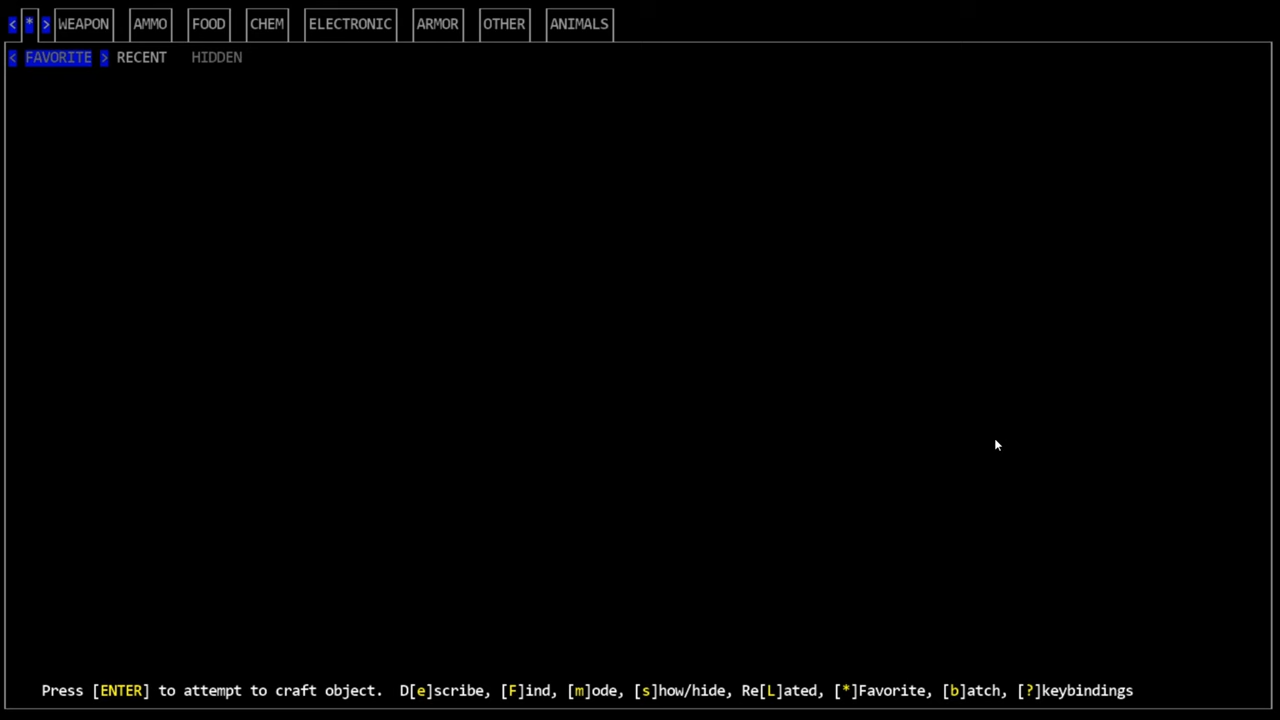 < * > WEAPON AMMO FOOD CHEM ELECTRONIC ARMOR OTHER ANIMALS
< FAVORITE > RECENT HIDDEN
Press [ENTER] to attempt to craft object. D[e]scribe, [F]ind, [m]ode, [s]how/hide, Re[L]ated, [*]Favorite, [b]atch, [?]keybindings